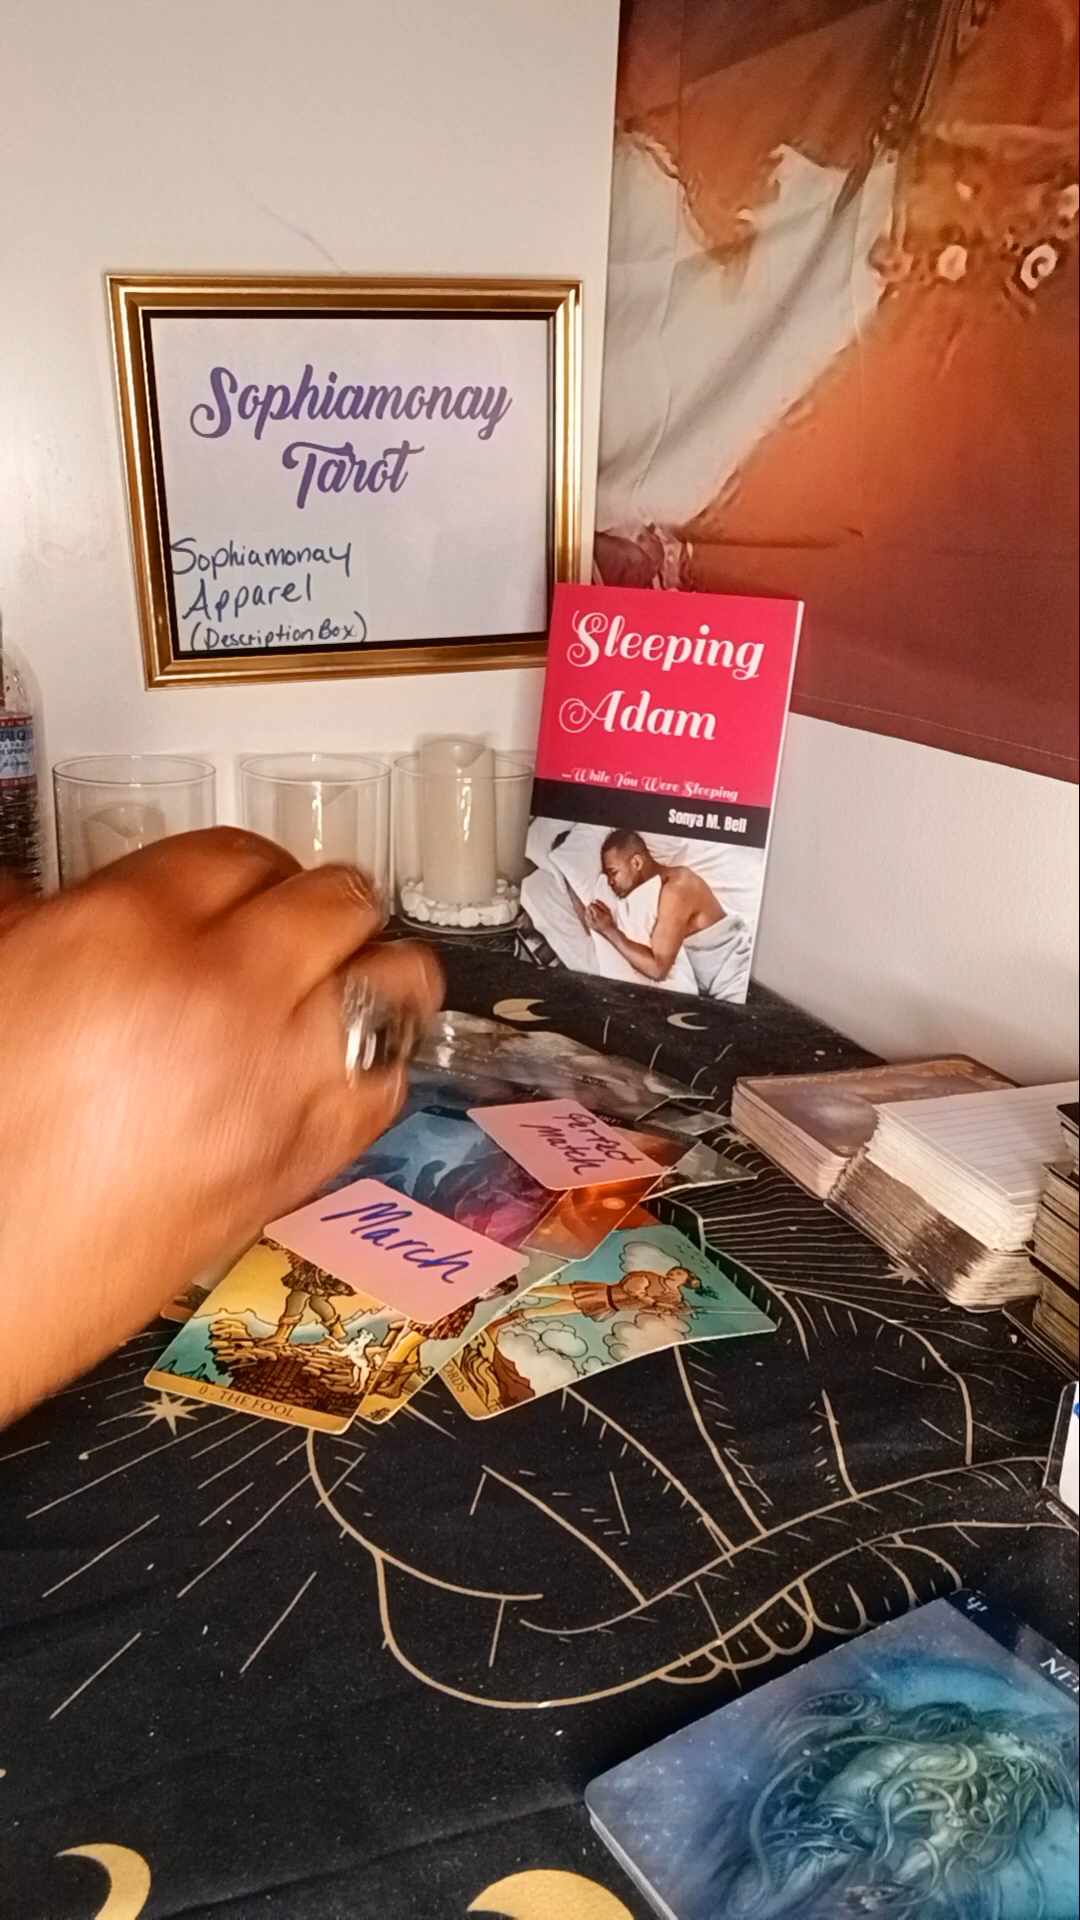 Sophiamonay
Tarot
Sophiamonay
Apparel
(Description Box)
Sleeping
Adam
...While You Were Sleeping
Sonya M. Bell
Perfect
Match
March
0 - THE FOOL